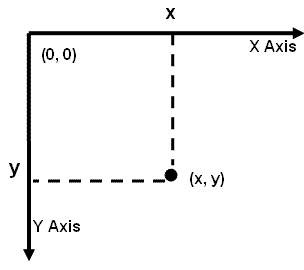 x
X Axis
(0, 0)
y
(x, y)
Y Axis